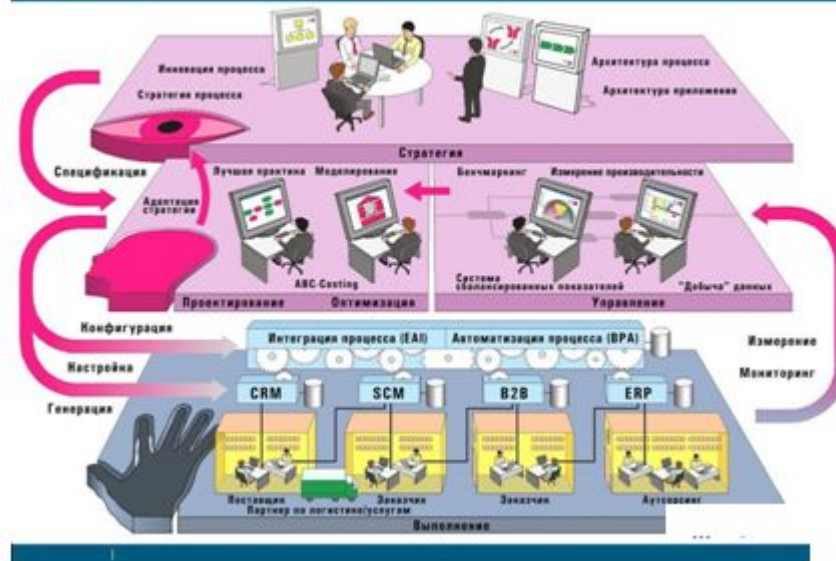 Инновация процесса
Стратегия процесса
Архитектура процесса
Архитектура приложения
Стратегия
Спецификация
Адаптация
стратегии
Лучшая практика
Моделирование
ABC-Costing
Проектирование
Оптимизация
Бенчмаркинг
Измерение производительности
Система
сбалансированных показателей
"Добыча" данных
Управление
Конфигурация
Настройка
Генерация
Интеграция процесса (EAI)
Автоматизация процесса (BPA)
Измерение
Мониторинг
CRM
SCM
B2B
ERP
Поставщик
Заказчик
Заказчик
Аутсорсинг
Партнер по логистике/услугам
Выполнение